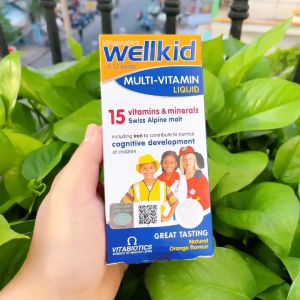 Vitabiotics
wellkid
4-12 years
MULTI-VITAMIN
LIQUID
15 vitamins & minerals
Swiss Alpine malt
including iron to contribute to normal
cognitive development
of children
VITABIOTICS
GREAT TASTING
Natural
Orange flavour